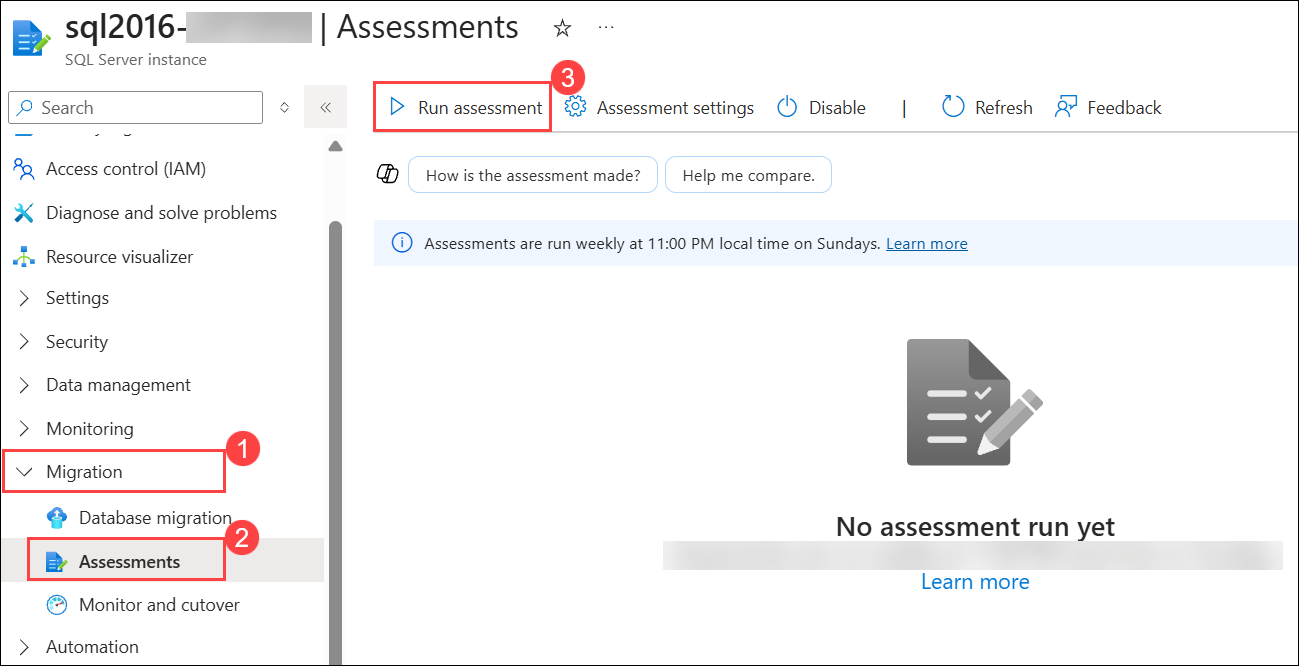 sql2016- | Assessments
SQL Server instance
Search
Access control (IAM)
Diagnose and solve problems
Resource visualizer
Settings
Security
Data management
Monitoring
Migration
1
Database migration
2
Assessments
Monitor and cutover
Automation
3
Run assessment
Assessment settings
Disable
|
Refresh
Feedback
How is the assessment made?
Help me compare.
Assessments are run weekly at 11:00 PM local time on Sundays. Learn more
No assessment run yet
Learn more